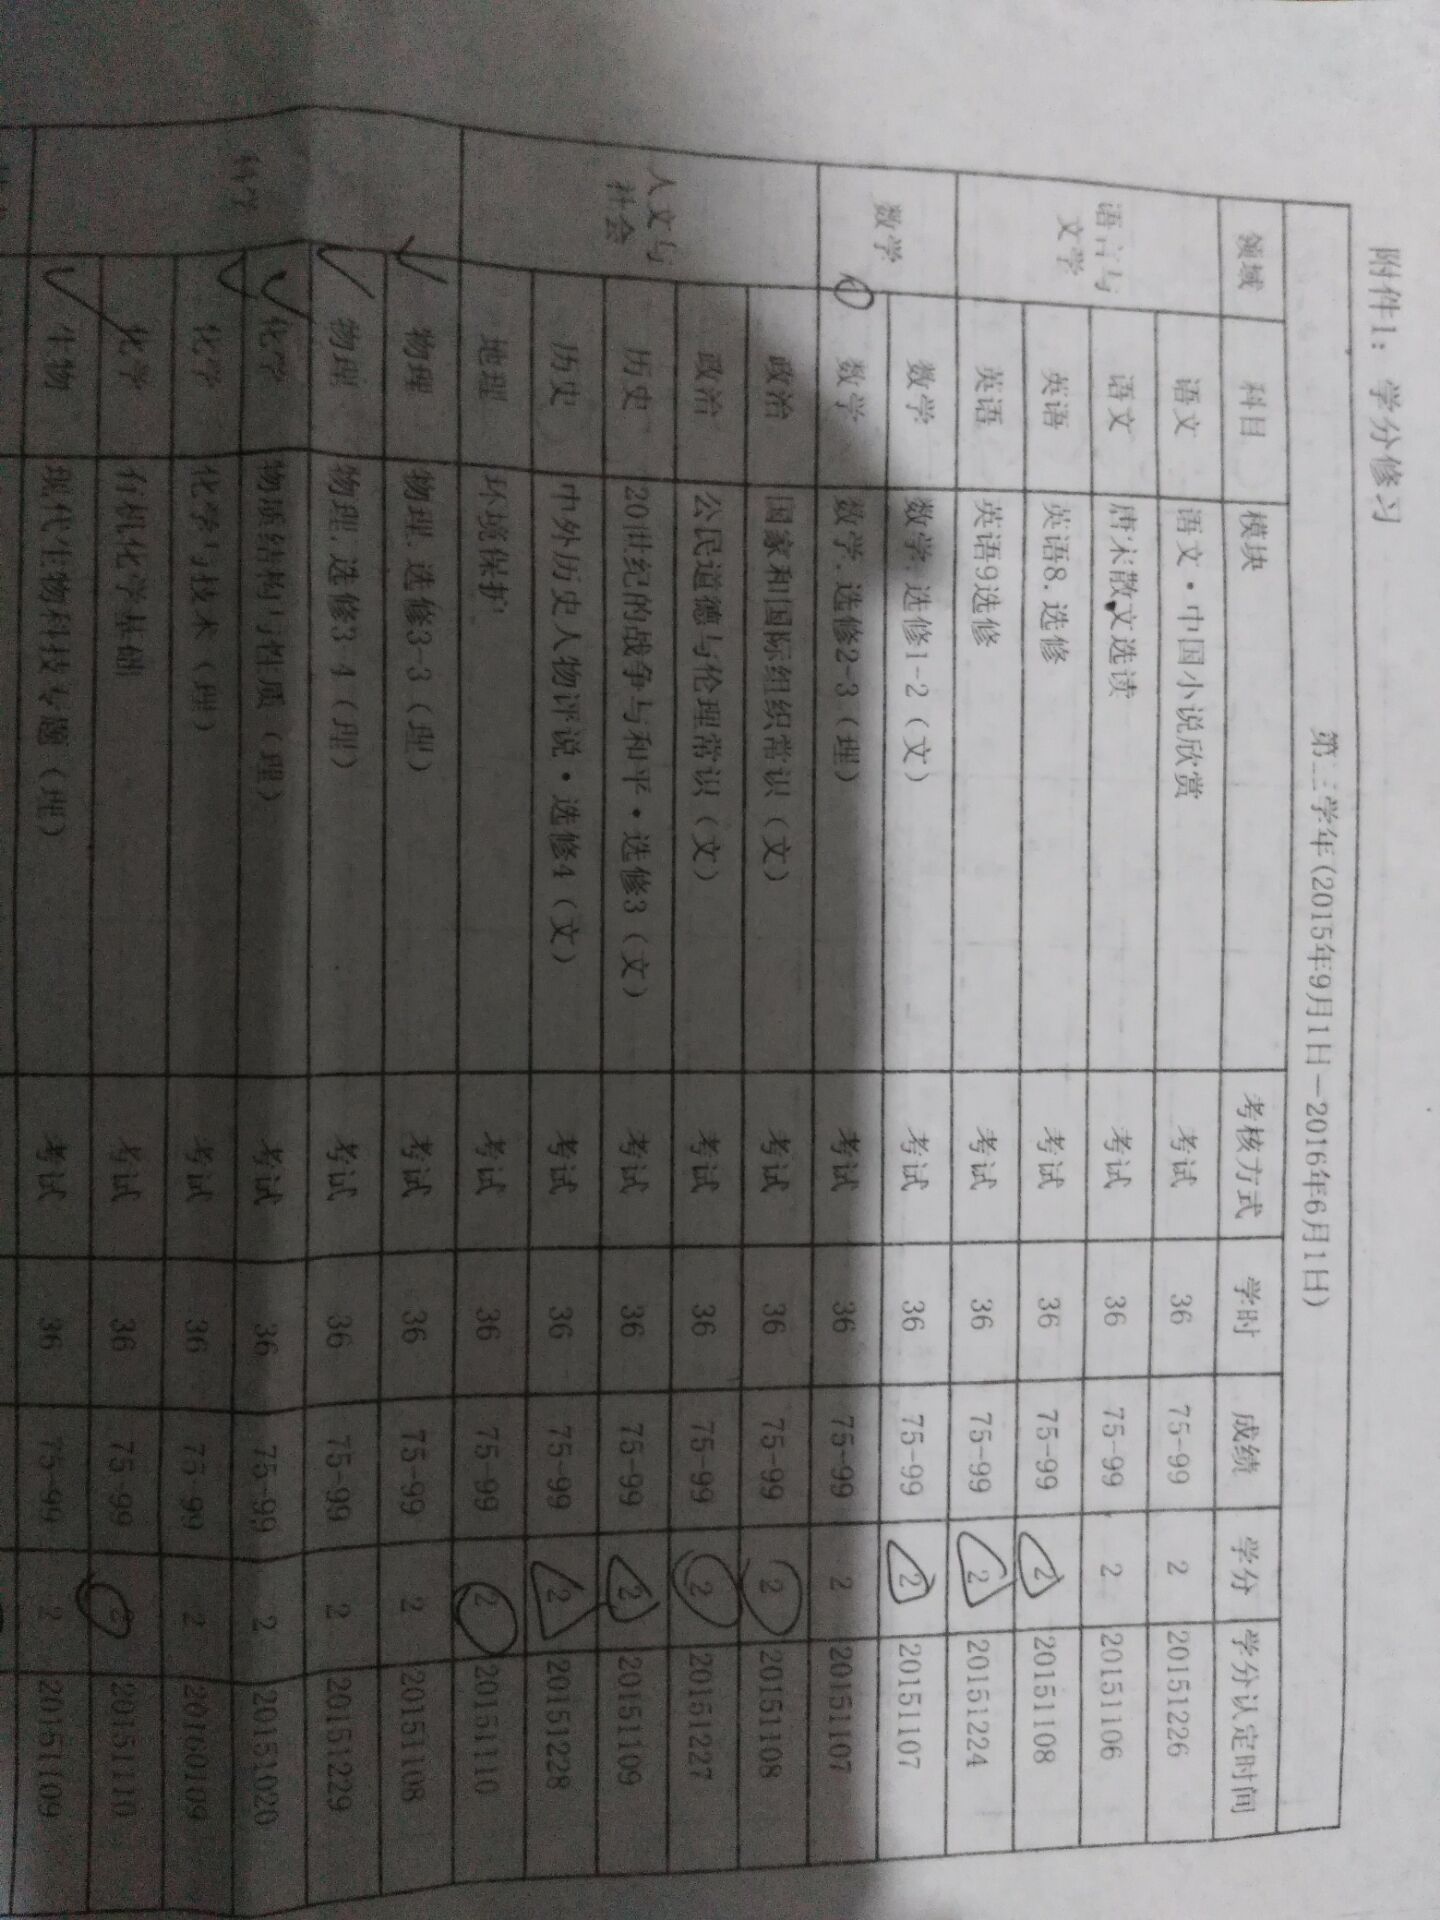 附件1：学分修习
第三学年(2015年9月1日—2016年6月1日)
领域 科目 模块 考核方式 学时 成绩 学分 学分认定时间
语言与文学 语文 语文·中国小说欣赏 考试 36 75-99 2 20151226
语文 唐宋散文选读 考试 36 75-99 2 20151106
英语 英语8.选修 考试 36 75-99 2 20151108
英语 英语9选修 考试 36 75-99 2 20151224
数学 数学 数学.选修1-2（文） 考试 36 75-99 2 20151107
数学 数学.选修2-3（理） 考试 36 75-99 2 20151107
人文与社会 政治 国家和国际组织常识（文） 考试 36 75-99 2 20151108
政治 公民道德与伦理常识（文） 考试 36 75-99 2 20151227
历史 20世纪的战争与和平·选修3（文） 考试 36 75-99 2 20151109
历史 中外历史人物评说·选修4（文） 考试 36 75-99 2 20151228
地理 环境保护 考试 36 75-99 2 20151110
科学 物理 物理.选修3-3（理） 考试 36 75-99 2 20151108
物理 物理.选修3-4（理） 考试 36 75-99 2 20151229
化学 物质结构与性质（理） 考试 36 75-99 2 20151020
化学 化学与技术（理） 考试 36 75-99 2 20160109
化学 有机化学基础 考试 36 75-99 2 20151110
生物 现代生物科技专题（理） 考试 36 75-99 2 20151109